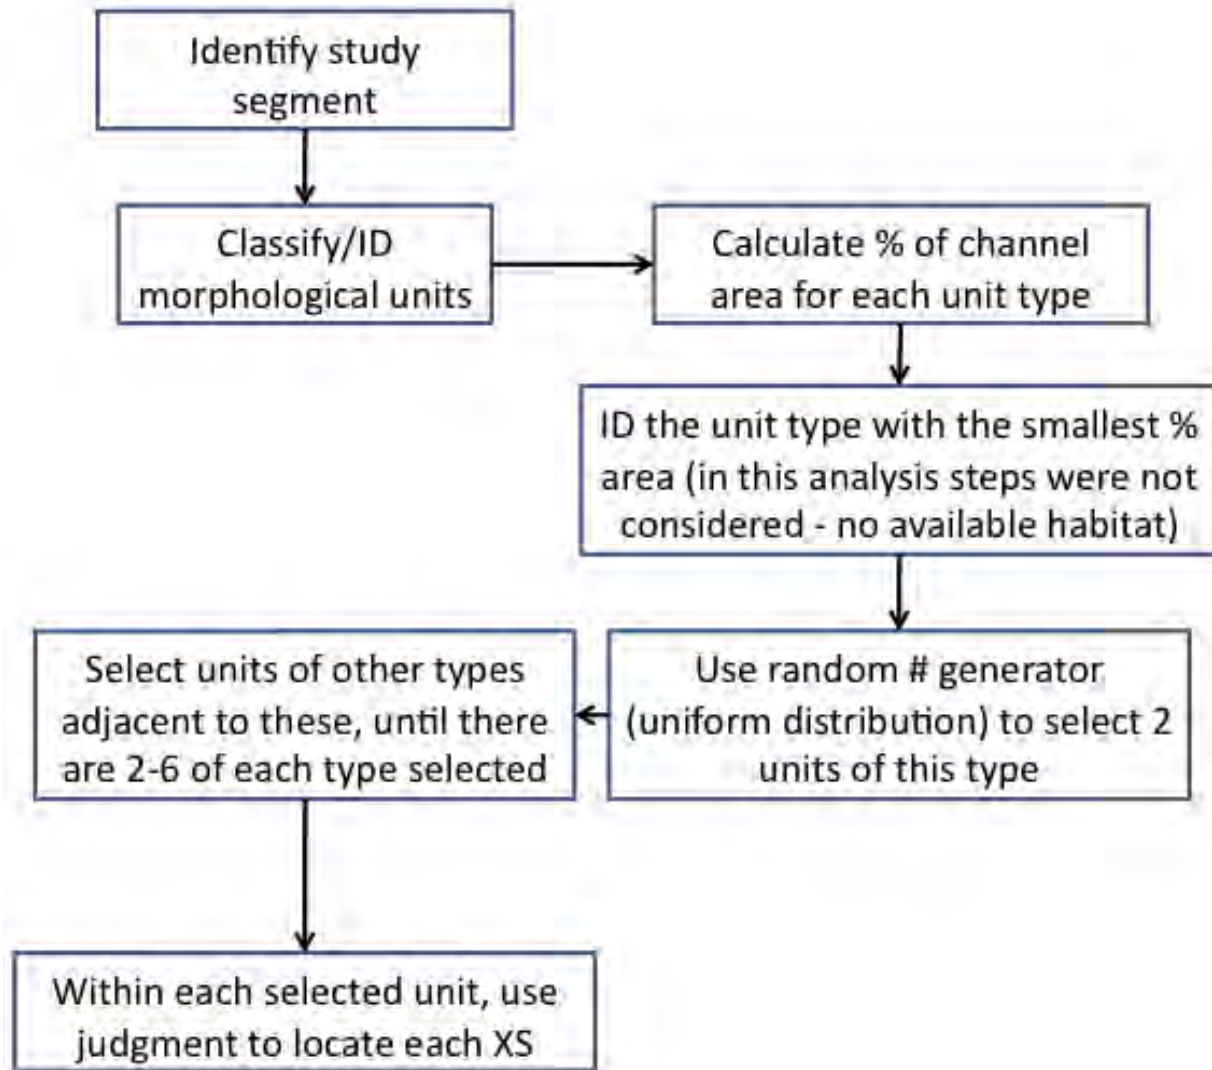 Identify study
segment
Classify/ID
morphological units
Calculate % of channel
area for each unit type
ID the unit type with the smallest %
area (in this analysis steps were not
considered - no available habitat)
Use random # generator
(uniform distribution) to select 2
units of this type
Select units of other types
adjacent to these, until there
are 2-6 of each type selected
Within each selected unit, use
judgment to locate each XS